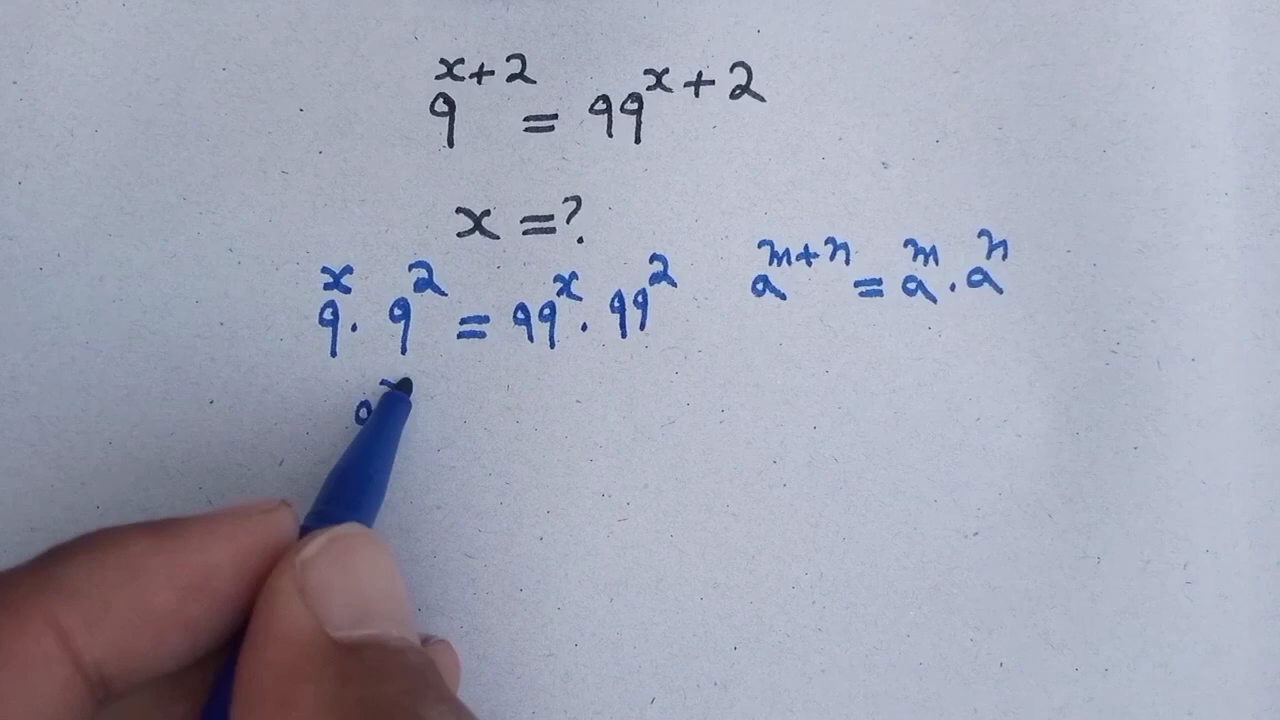 9^{x+2} = 99^{x+2}
x = ?
9^x . 9^2 = 99^x . 99^2 a^{m+n} = a^m . a^n